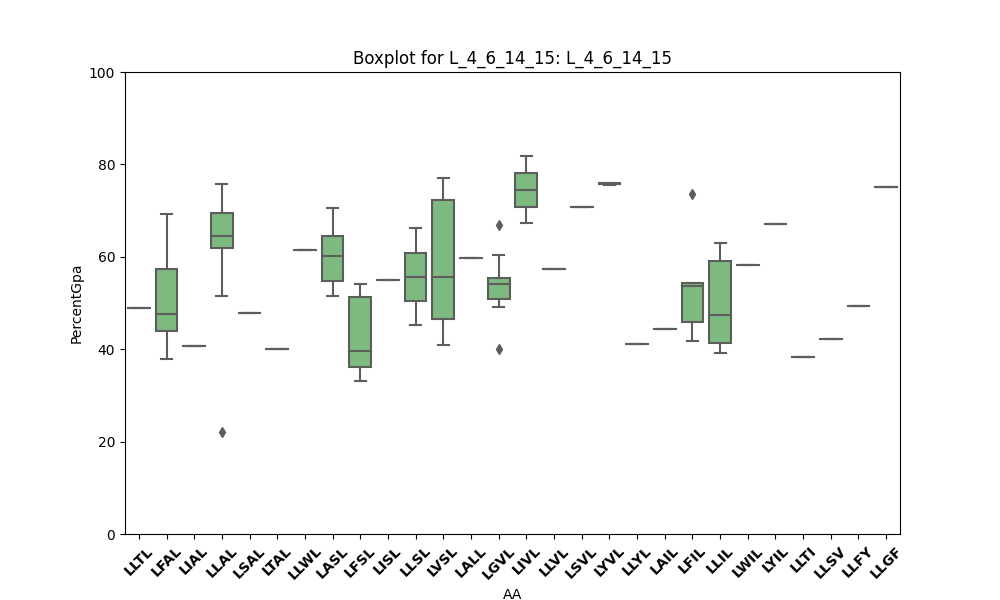 Boxplot for L_4_6_14_15: L_4_6_14_15
100
80
60
40
20
0
PercentGpa
LLTL LFAL LIAL LLAL LSAL LTAL LLWL LASL LFSL LISL LLSL LVSL LALL LGVL LIVL LLVL LSVL LYVL LLYL LAIL LFIL LLIL LWIL LYIL LLTI LLSV LLFY LLGF
AA